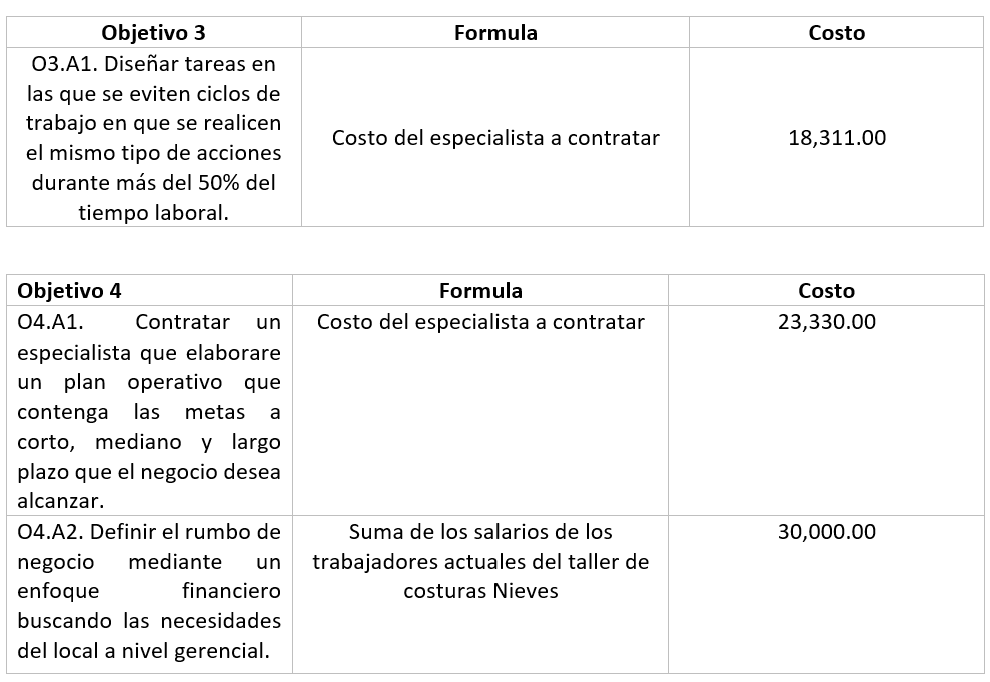 Objetivo 3 Formula Costo
O3.A1. Diseñar tareas en
las que se eviten ciclos de
trabajo en que se realicen
el mismo tipo de acciones
durante más del 50% del
tiempo laboral.
Costo del especialista a contratar
18,311.00
Objetivo 4 Formula Costo
O4.A1. Contratar un
especialista que elaborare
un plan operativo que
contenga las metas a
corto, mediano y largo
plazo que el negocio desea
alcanzar.
Costo del especialista a contratar
23,330.00
O4.A2. Definir el rumbo de
negocio mediante un
enfoque financiero
buscando las necesidades
del local a nivel gerencial.
Suma de los salarios de los
trabajadores actuales del taller de
costuras Nieves
30,000.00